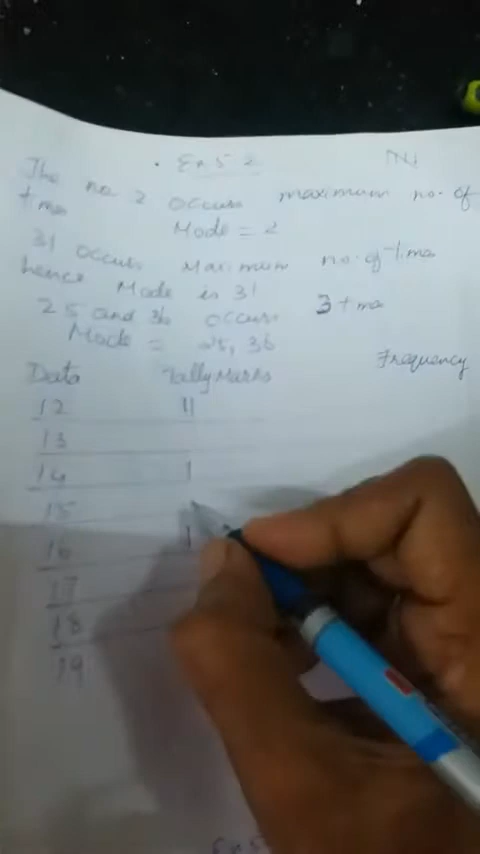 . Ex 5.2
The no 2 occurs maximum no. of
tmes
Mode = 2
31 occurs Maximum no. of times
hence Mode is 31
25 and 36 occurs 3 times
Mode = 25, 36
Data Tally Marks Frequency
12 ||
13
14 |
15
16 |
17
18
19